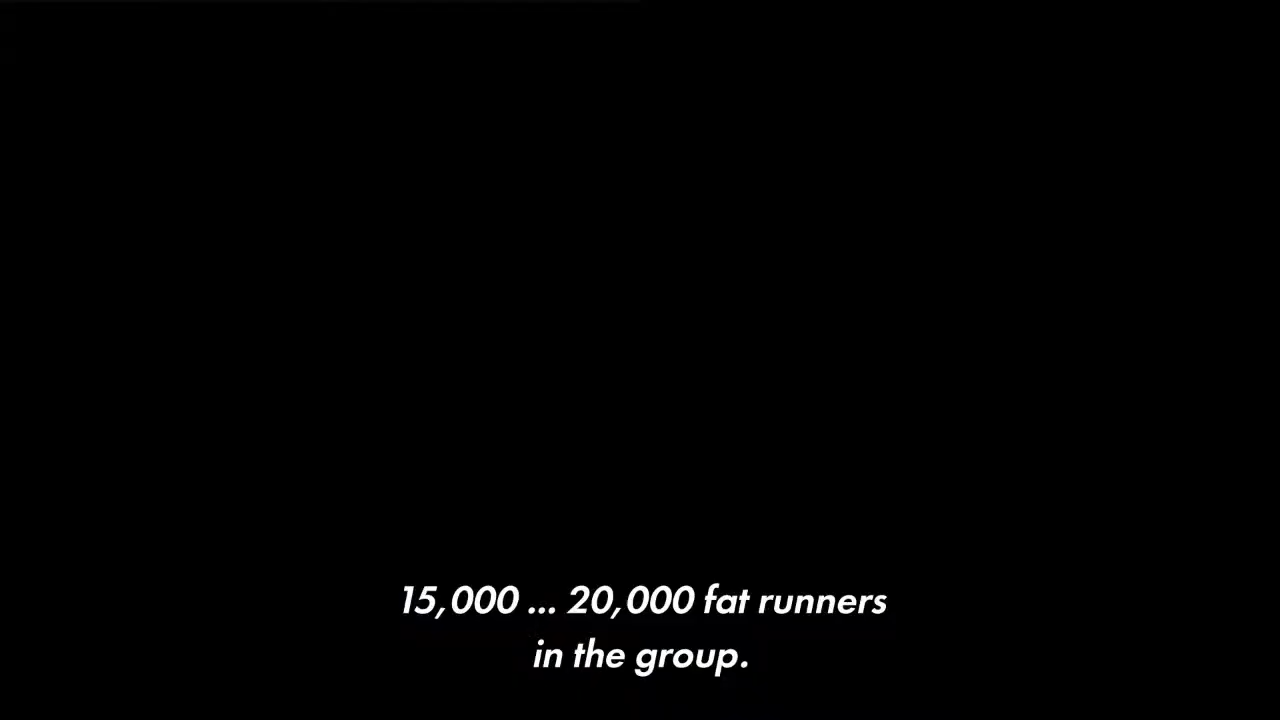 15,000 ... 20,000 fat runners
in the group.